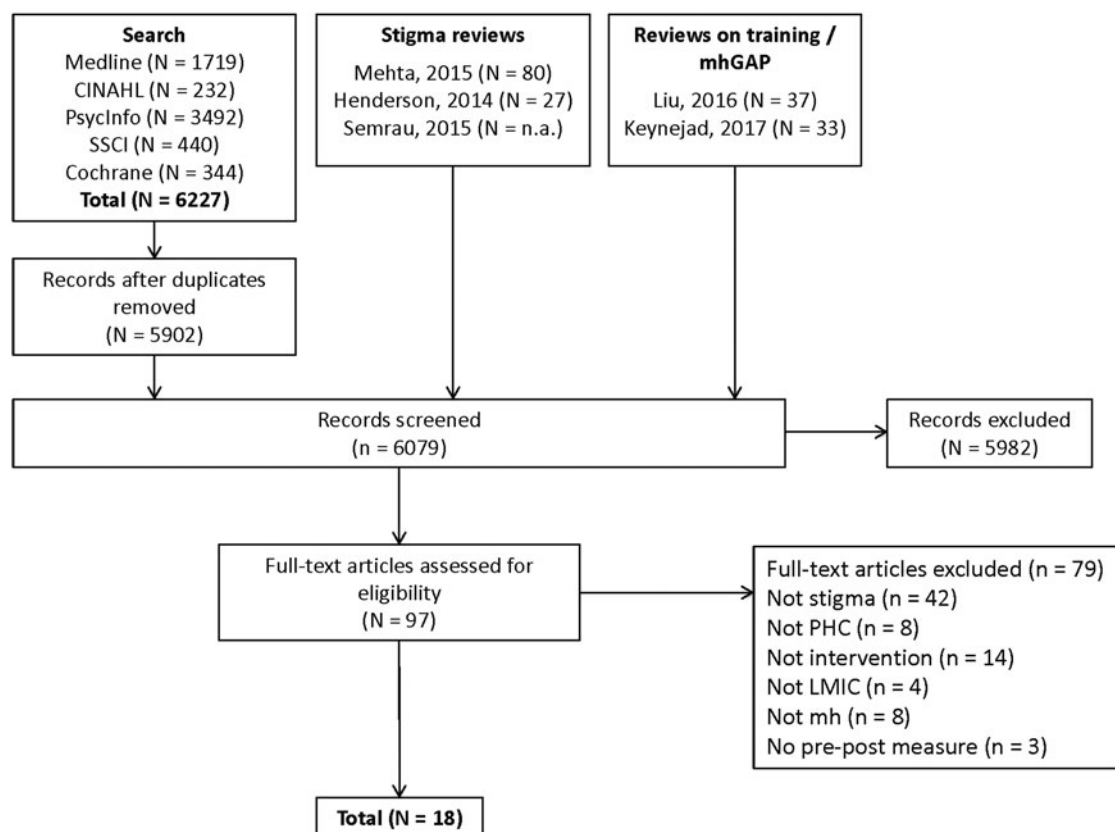 Search
Medline (N = 1719)
CINAHL (N = 232)
PsycInfo (N = 3492)
SSCI (N = 440)
Cochrane (N = 344)
Total (N = 6227)
Stigma reviews
Mehta, 2015 (N = 80)
Henderson, 2014 (N = 27)
Semrau, 2015 (N = n.a.)
Reviews on training /
mhGAP
Liu, 2016 (N = 37)
Keynejad, 2017 (N = 33)
Records after duplicates
removed
(N = 5902)
Records screened
(n = 6079)
Records excluded
(N = 5982)
Full-text articles assessed for
eligibility
(N = 97)
Full-text articles excluded (n = 79)
Not stigma (n = 42)
Not PHC (n = 8)
Not intervention (n = 14)
Not LMIC (n = 4)
Not mh (n = 8)
No pre-post measure (n = 3)
Total (N = 18)